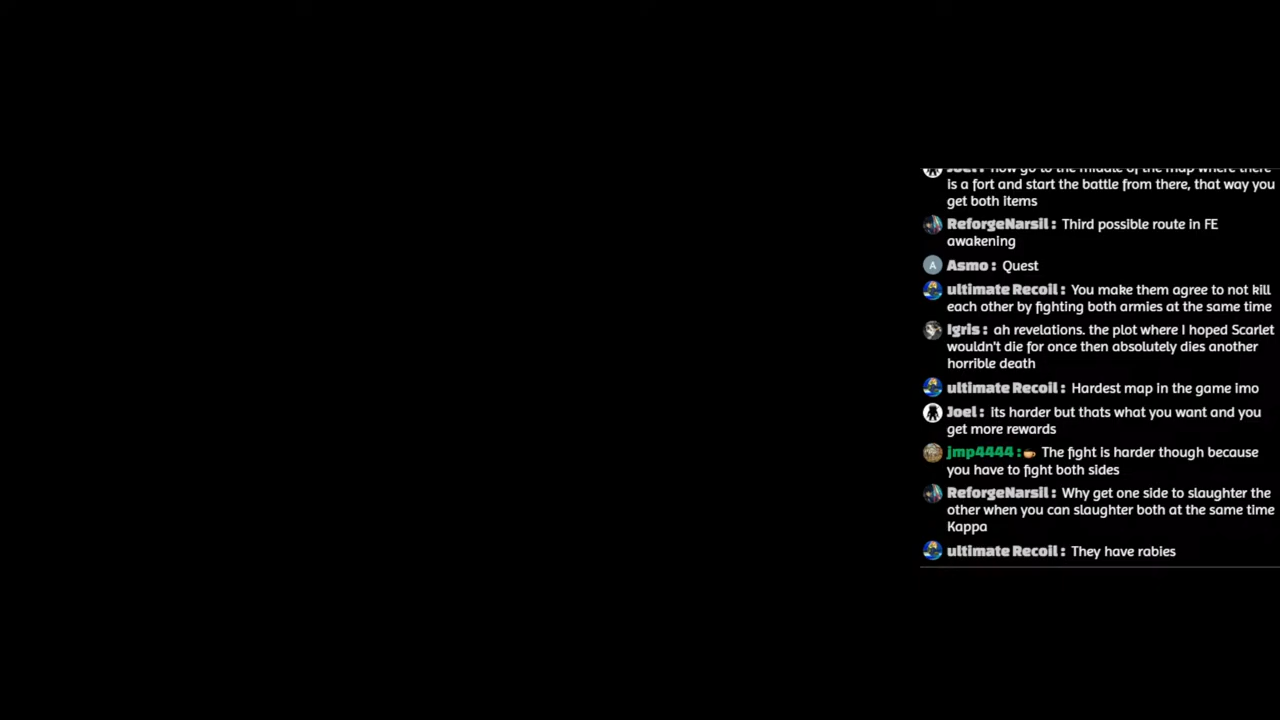 Joel: now go to the middle of the map where there
is a fort and start the battle from there, that way you
get both items
ReforgeNarsil: Third possible route in FE
awakening
A Asmo: Quest
ultimate Recoil: You make them agree to not kill
each other by fighting both armies at the same time
Igris: ah revelations. the plot where I hoped Scarlet
wouldn't die for once then absolutely dies another
horrible death
ultimate Recoil: Hardest map in the game imo
Joel: its harder but thats what you want and you
get more rewards
jmp4444: The fight is harder though because
you have to fight both sides
ReforgeNarsil: Why get one side to slaughter the
other when you can slaughter both at the same time
Kappa
ultimate Recoil: They have rabies